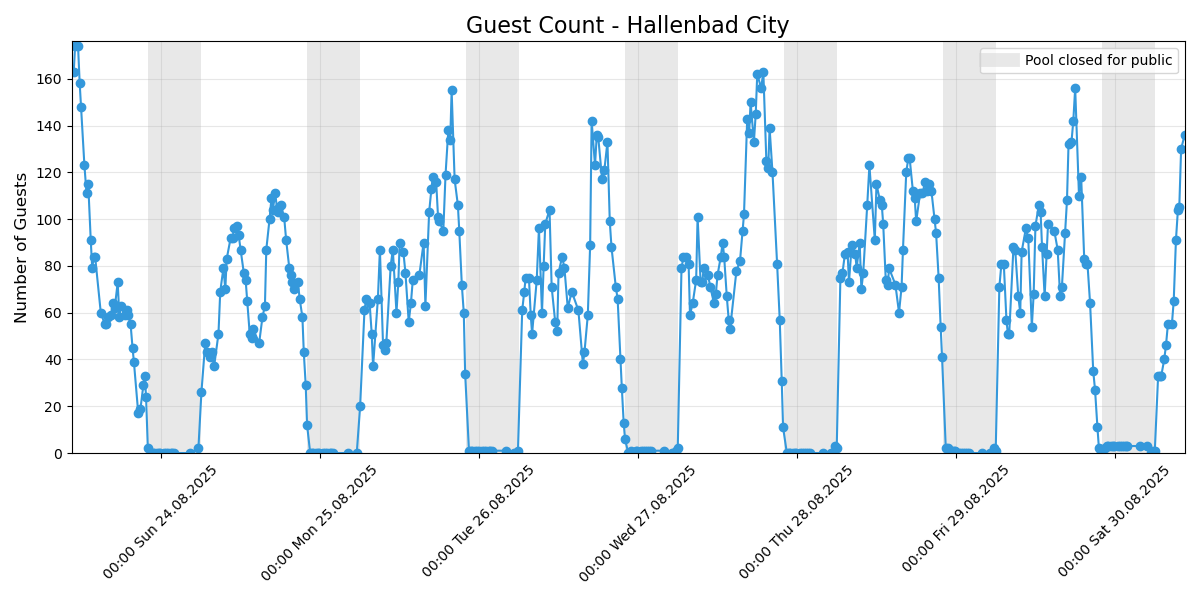 Guest Count - Hallenbad City
Pool closed for public
Number of Guests
160
140
120
100
80
60
40
20
0
00:00 Sun 24.08.2025
00:00 Mon 25.08.2025
00:00 Tue 26.08.2025
00:00 Wed 27.08.2025
00:00 Thu 28.08.2025
00:00 Fri 29.08.2025
00:00 Sat 30.08.2025